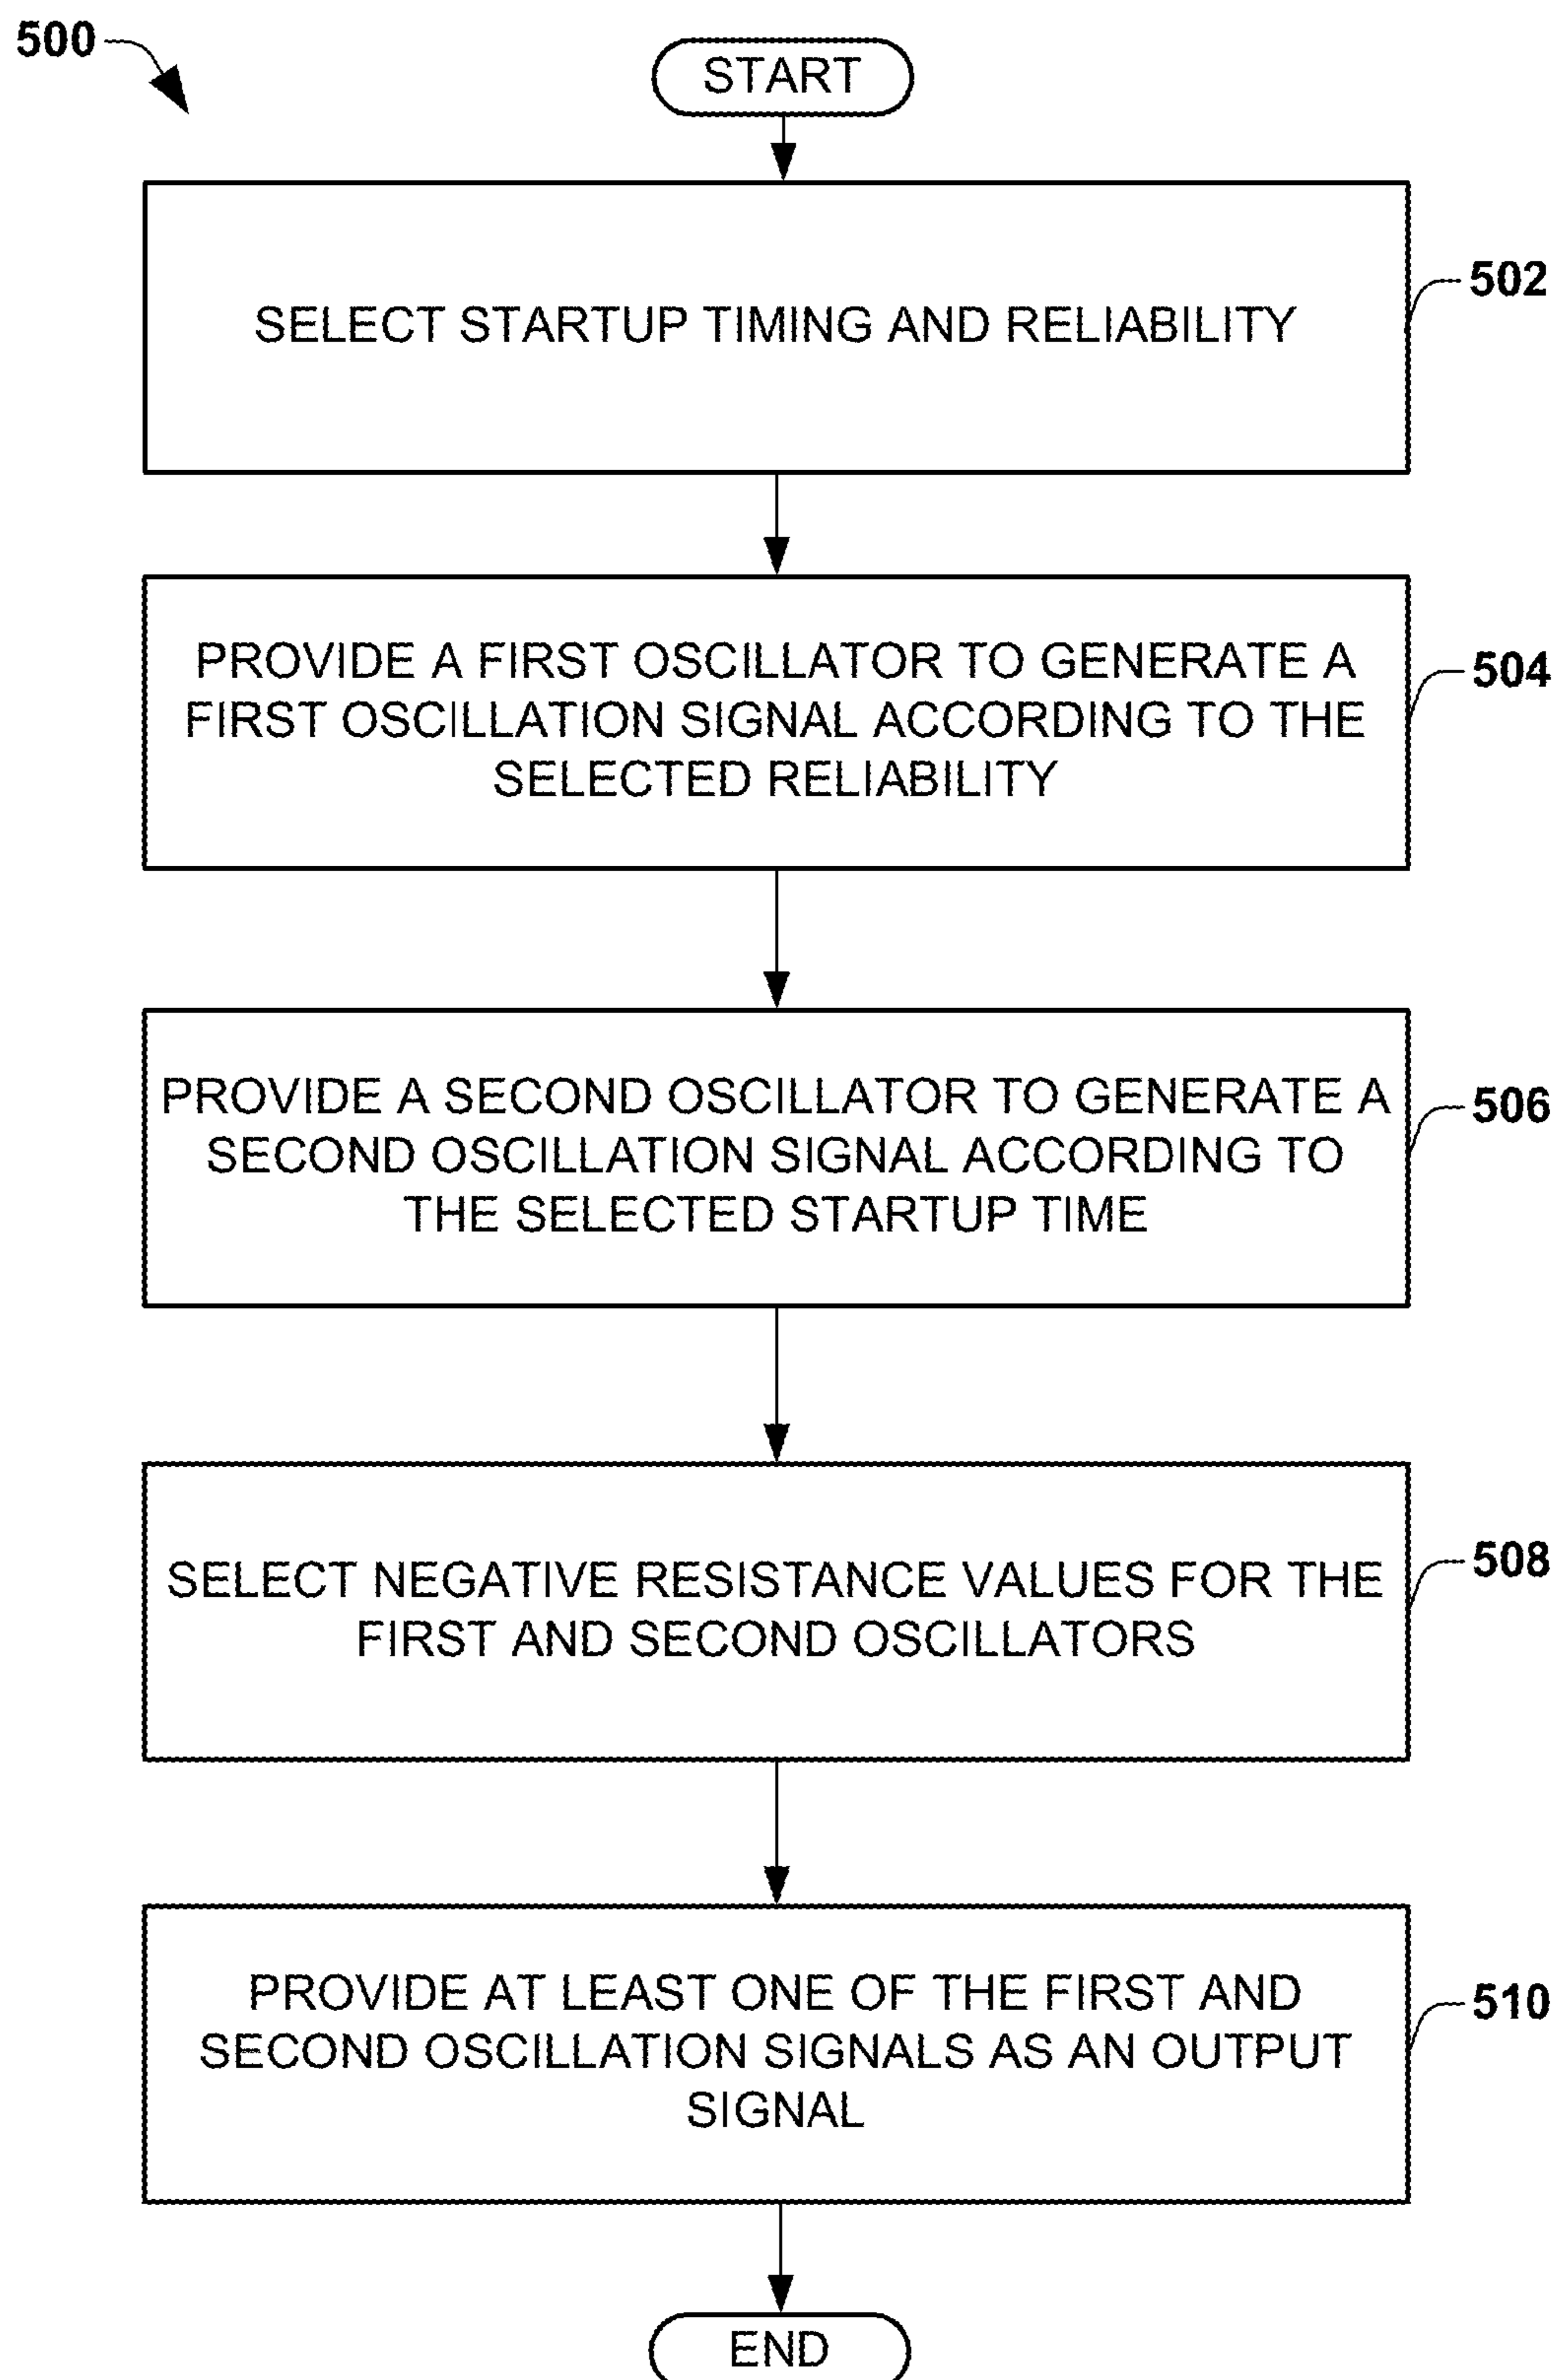 500
START
SELECT STARTUP TIMING AND RELIABILITY
502
PROVIDE A FIRST OSCILLATOR TO GENERATE A
FIRST OSCILLATION SIGNAL ACCORDING TO THE
SELECTED RELIABILITY
504
PROVIDE A SECOND OSCILLATOR TO GENERATE A
SECOND OSCILLATION SIGNAL ACCORDING TO
THE SELECTED STARTUP TIME
506
SELECT NEGATIVE RESISTANCE VALUES FOR THE
FIRST AND SECOND OSCILLATORS
508
PROVIDE AT LEAST ONE OF THE FIRST AND
SECOND OSCILLATION SIGNALS AS AN OUTPUT
SIGNAL
510
END